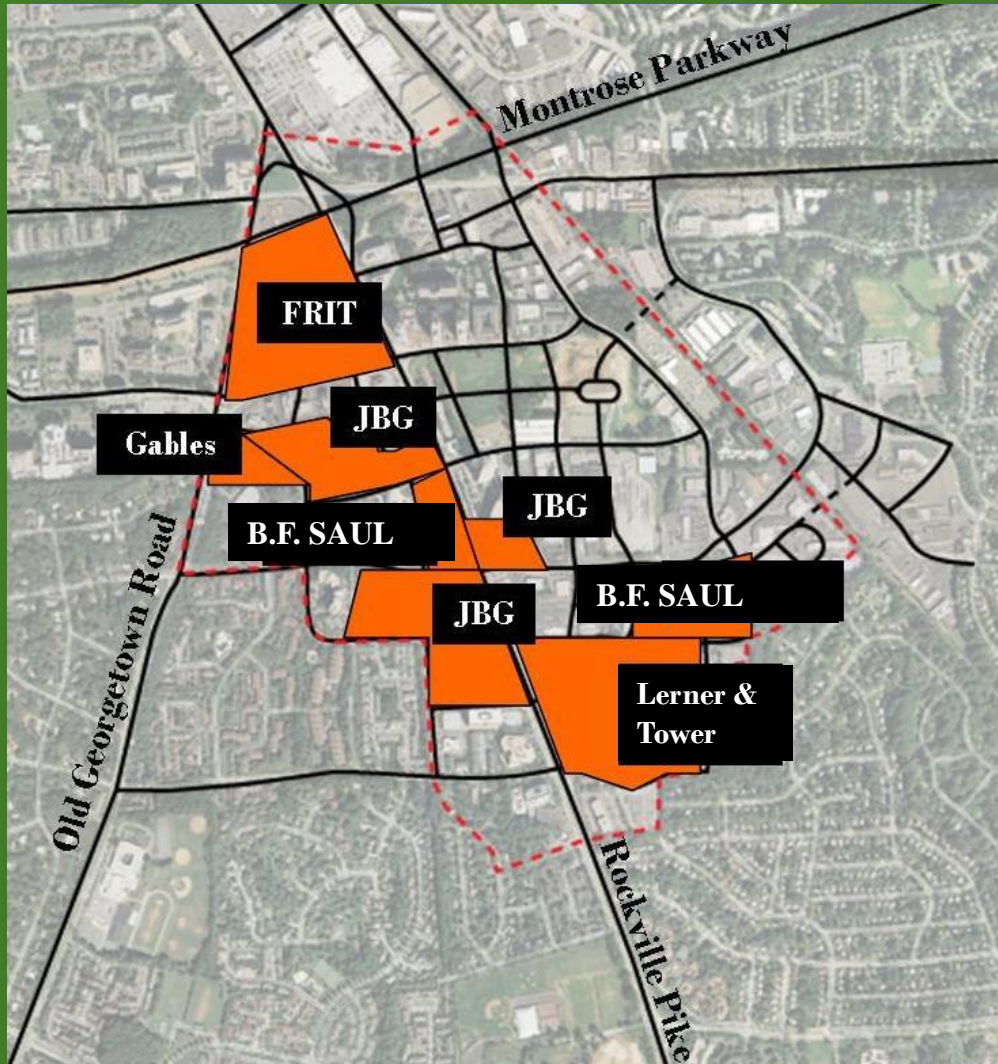 Montrose Parkway
FRIT
JBG
Gables
JBG
B.F. SAUL
B.F. SAUL
JBG
Lerner &
Tower
Old Georgetown Road
Rockville Pike